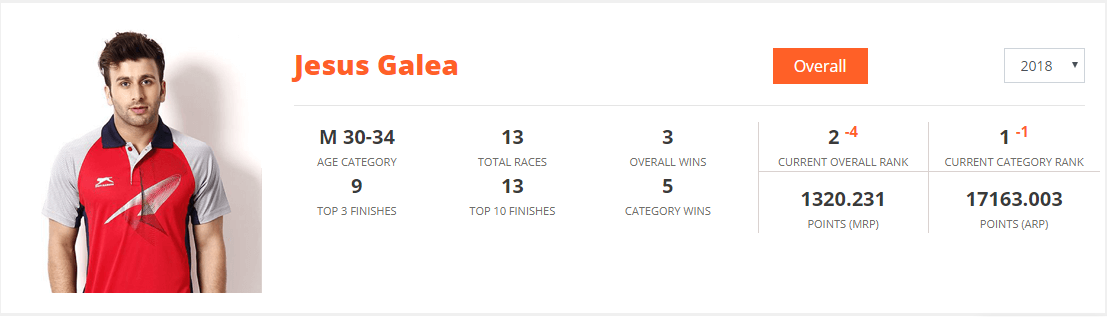 Jesus Galea
Overall
2018
M 30-34
AGE CATEGORY
13
TOTAL RACES
3
OVERALL WINS
2 -4
CURRENT OVERALL RANK
1 -1
CURRENT CATEGORY RANK
9
TOP 3 FINISHES
13
TOP 10 FINISHES
5
CATEGORY WINS
1320.231
POINTS (MRP)
17163.003
POINTS (ARP)